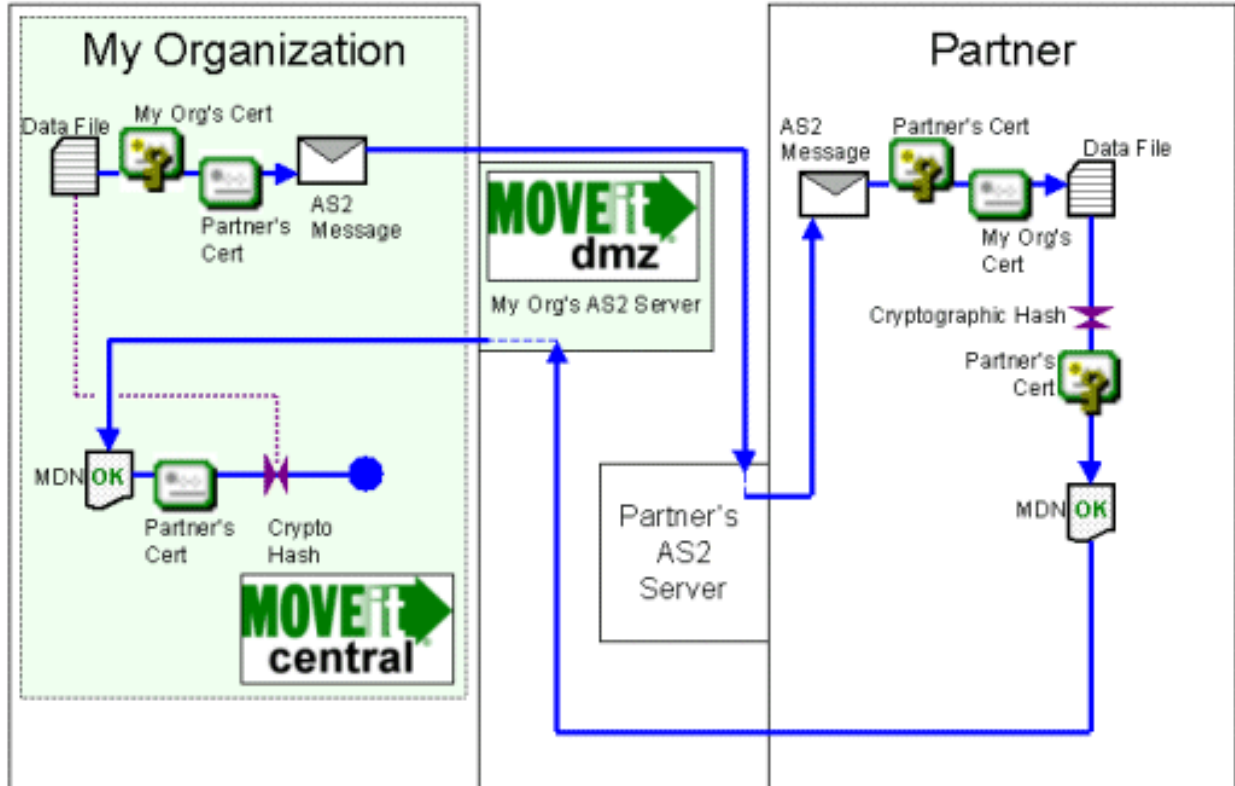 My Organization
Data File
My Org's Cert
Partner's
Cert
AS2
Message
MOVEit
dmz
My Org's AS2 Server
MDN
OK
Partner's
Cert
Crypto
Hash
MOVEit
central
Partner's
AS2
Server
Partner
AS2
Message
Partner's Cert
My Org's
Cert
Data File
Cryptographic Hash
Partner's
Cert
MDN
OK